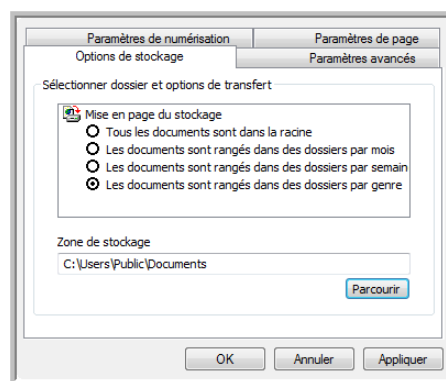 Paramètres de numérisation
Paramètres de page
Options de stockage
Paramètres avancés
Sélectionner dossier et options de transfert
Mise en page du stockage
Tous les documents sont dans la racine
Les documents sont rangés dans des dossiers par mois
Les documents sont rangés dans des dossiers par semain
Les documents sont rangés dans des dossiers par genre
Zone de stockage
C:\Users\Public\Documents
Parcourir
OK
Annuler
Appliquer